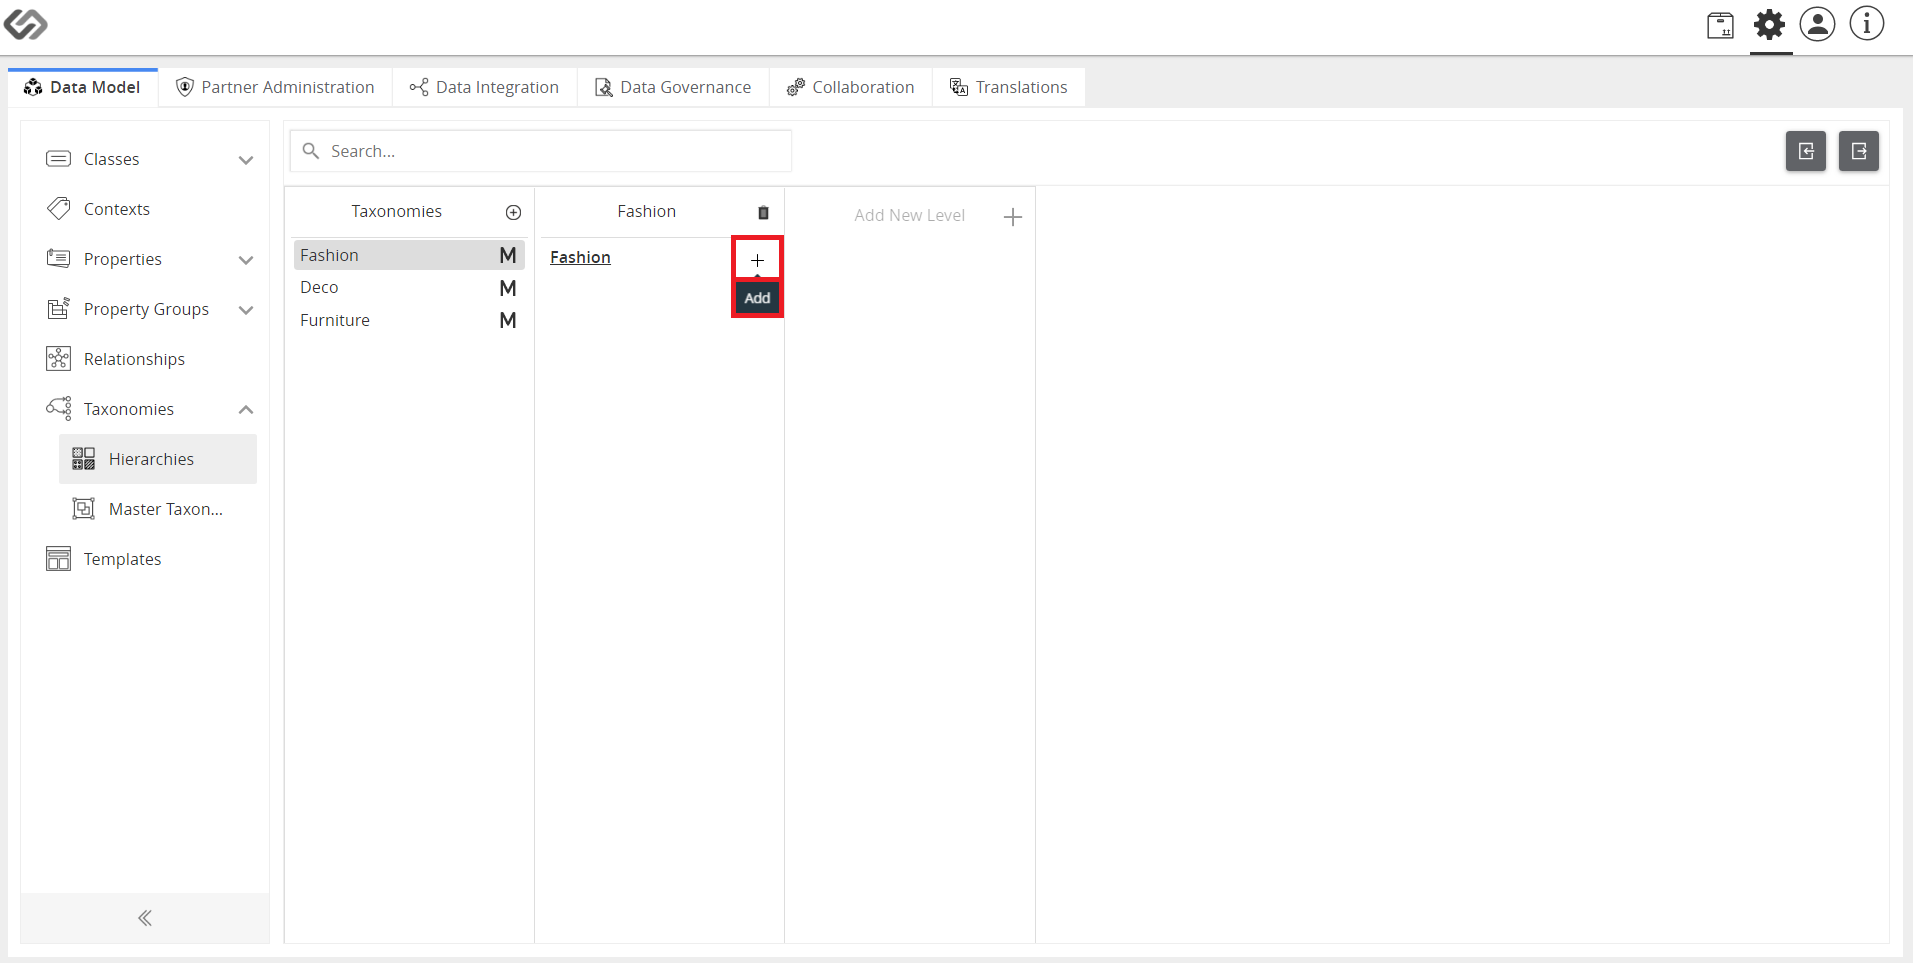 Data Model
Partner Administration
Data Integration
Data Governance
Collaboration
Translations
Classes
Contexts
Properties
Property Groups
Relationships
Taxonomies
Hierarchies
Master Taxon...
Templates
Search...
Taxonomies
Fashion M
Deco M
Furniture M
Fashion
Fashion
Add
Add New Level